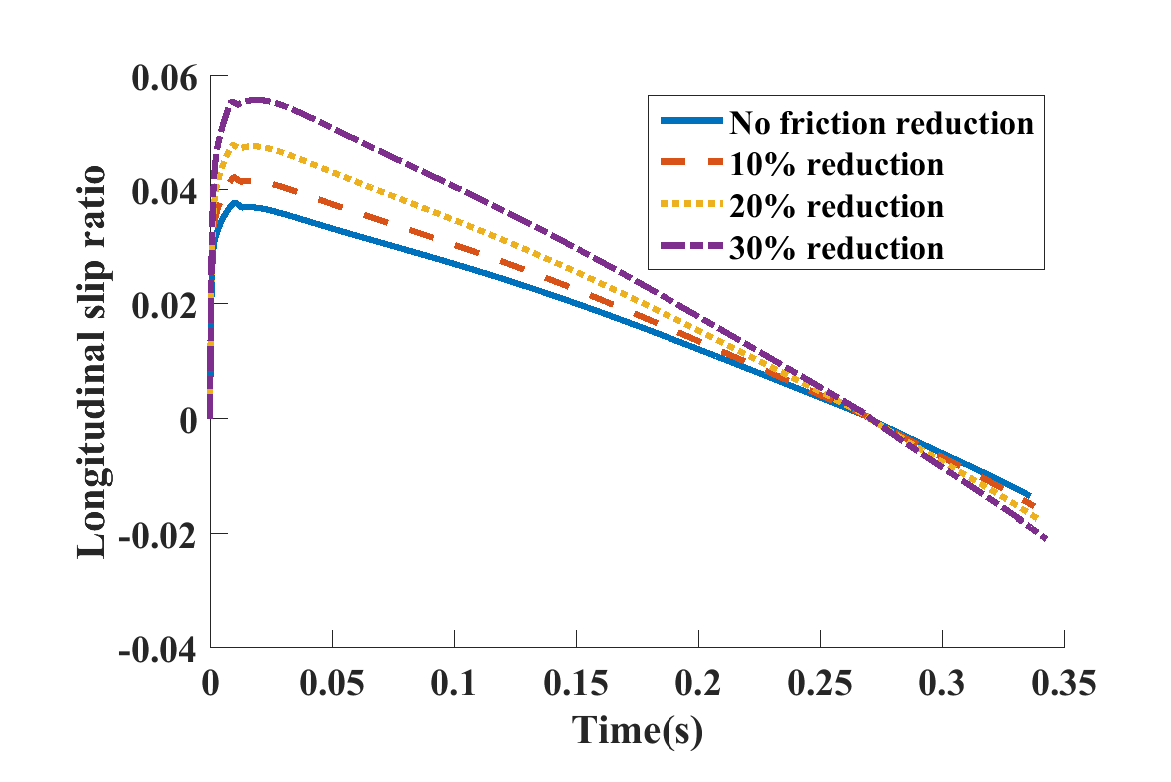 0.06
0.04
0.02
0
-0.02
-0.04
Longitudinal slip ratio
No friction reduction
10% reduction
20% reduction
30% reduction
0 0.05 0.1 0.15 0.2 0.25 0.3 0.35
Time(s)